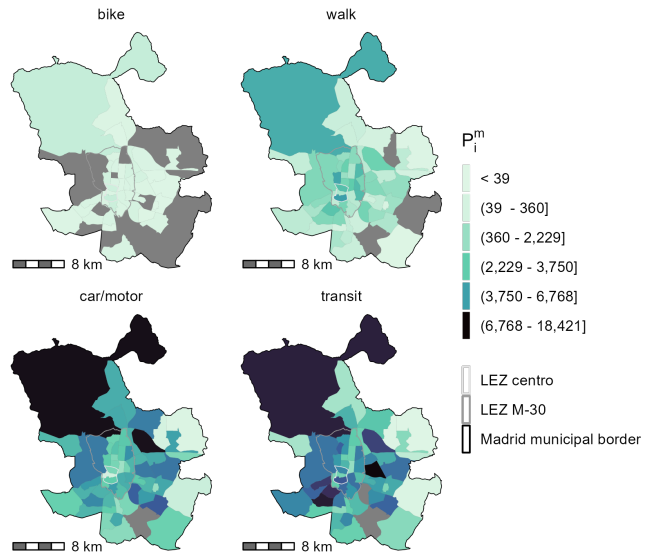 bike
walk
P_i^m
< 39
(39 - 360]
(360 - 2,229]
(2,229 - 3,750]
(3,750 - 6,768]
(6,768 - 18,421]
8 km
8 km
car/motor
transit
LEZ centro
LEZ M-30
Madrid municipal border
8 km
8 km